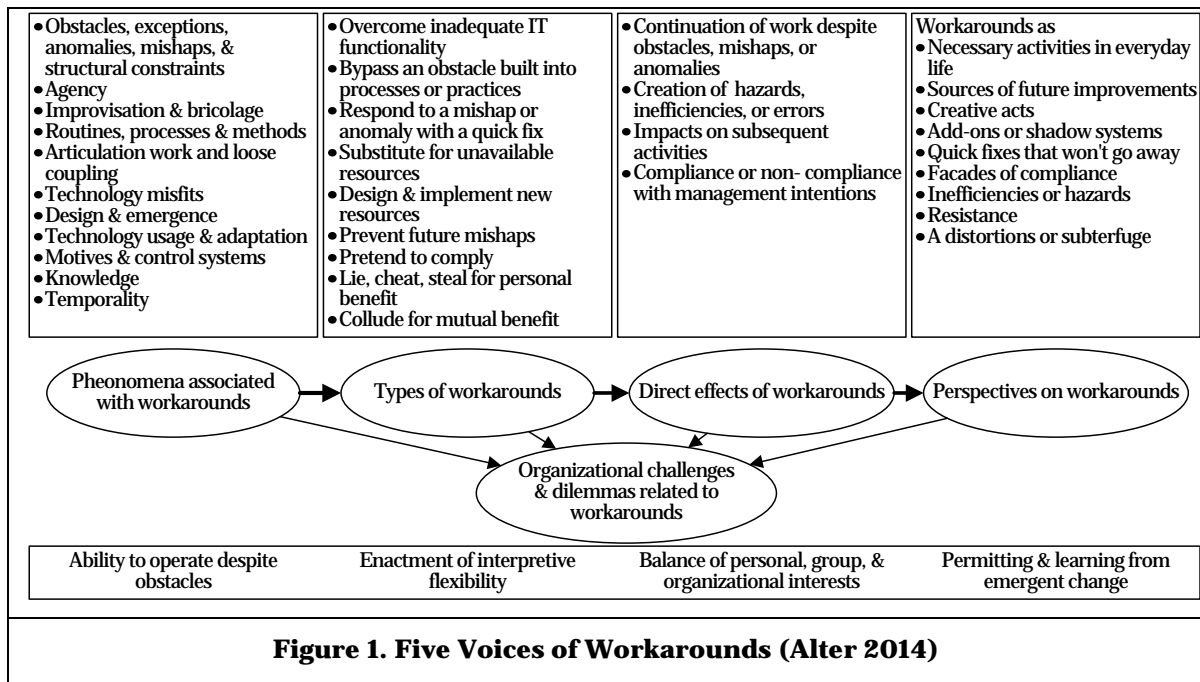 •Obstacles, exceptions,
anomalies, mishaps, &
structural constraints
•Agency
•Improvisation & bricolage
•Routines, processes & methods
•Articulation work and loose
coupling
•Technology misfits
•Design & emergence
•Technology usage & adaptation
•Motives & control systems
•Knowledge
•Temporality
•Overcome inadequate IT
functionality
•Bypass an obstacle built into
processes or practices
•Respond to a mishap or
anomaly with a quick fix
•Substitute for unavailable
resources
•Design & implement new
resources
•Prevent future mishaps
•Pretend to comply
•Lie, cheat, steal for personal
benefit
•Collude for mutual benefit
•Continuation of work despite
obstacles, mishaps, or
anomalies
•Creation of hazards,
inefficiencies, or errors
•Impacts on subsequent
activities
•Compliance or non- compliance
with management intentions
Workarounds as
•Necessary activities in everyday
life
•Sources of future improvements
•Creative acts
•Add-ons or shadow systems
•Quick fixes that won't go away
•Facades of compliance
•Inefficiencies or hazards
•Resistance
•A distortions or subterfuge
Pheonomena associated
with workarounds
Types of workarounds
Direct effects of workarounds
Perspectives on workarounds
Organizational challenges
& dilemmas related to
workarounds
Ability to operate despite
obstacles
Enactment of interpretive
flexibility
Balance of personal, group, &
organizational interests
Permitting & learning from
emergent change
Figure 1. Five Voices of Workarounds (Alter 2014)